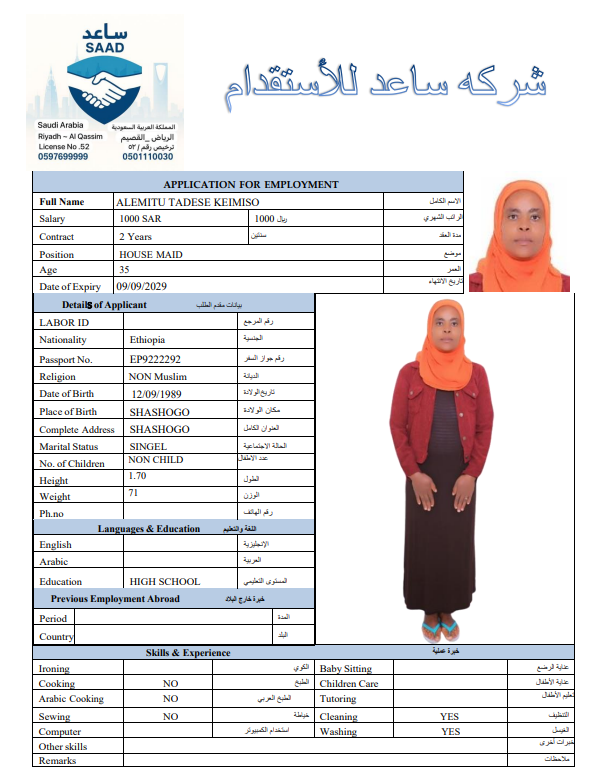 ساعد
SAAD
Saudi Arabia المملكة العربية السعودية
Riyadh ~ Al Qassim الرياض _القصيم
License No .52 ترخيص رقم / ٥٢
0597699999 0501110030
شركه ساعد للأستقدام
APPLICATION FOR EMPLOYMENT
Full Name ALEMITU TADESE KEIMISO الاسم الكامل
Salary 1000 SAR 1000 ريال الراتب الشهري
Contract 2 Years سنتين مدة العقد
Position HOUSE MAID موضع
Age 35 العمر
Date of Expiry 09/09/2029 تاريخ الانتهاء
Details of Applicant بيانات مقدم الطلب
LABOR ID رقم المرجع
Nationality Ethiopia الجنسية
Passport No. EP9222292 رقم جواز السفر
Religion NON Muslim الديانة
Date of Birth 12/09/1989 تاريخ الولادة
Place of Birth SHASHOGO مكان الولادة
Complete Address SHASHOGO العنوان الكامل
Marital Status SINGEL الحالة الاجتماعية
No. of Children NON CHILD عدد الاطفال
Height 1.70 الطول
Weight 71 الوزن
Ph.no رقم الهاتف
Languages & Education اللغة والتعليم
English الإنجليزية
Arabic العربية
Education HIGH SCHOOL المستوى التعليمي
Previous Employment Abroad خبرة خارج البلاد
Period المدة
Country البلد
Skills & Experience خبرة عملية
Ironing الكوي Baby Sitting عناية الرضع
Cooking NO الطبخ Children Care عناية الأطفال
Arabic Cooking NO الطبخ العربي Tutoring تعليم الأطفال
Sewing NO خياطة Cleaning YES التنظيف
Computer استخدام الكمبيوتر Washing YES الغسيل
Other skills خبرات أخرى
Remarks ملاحظات